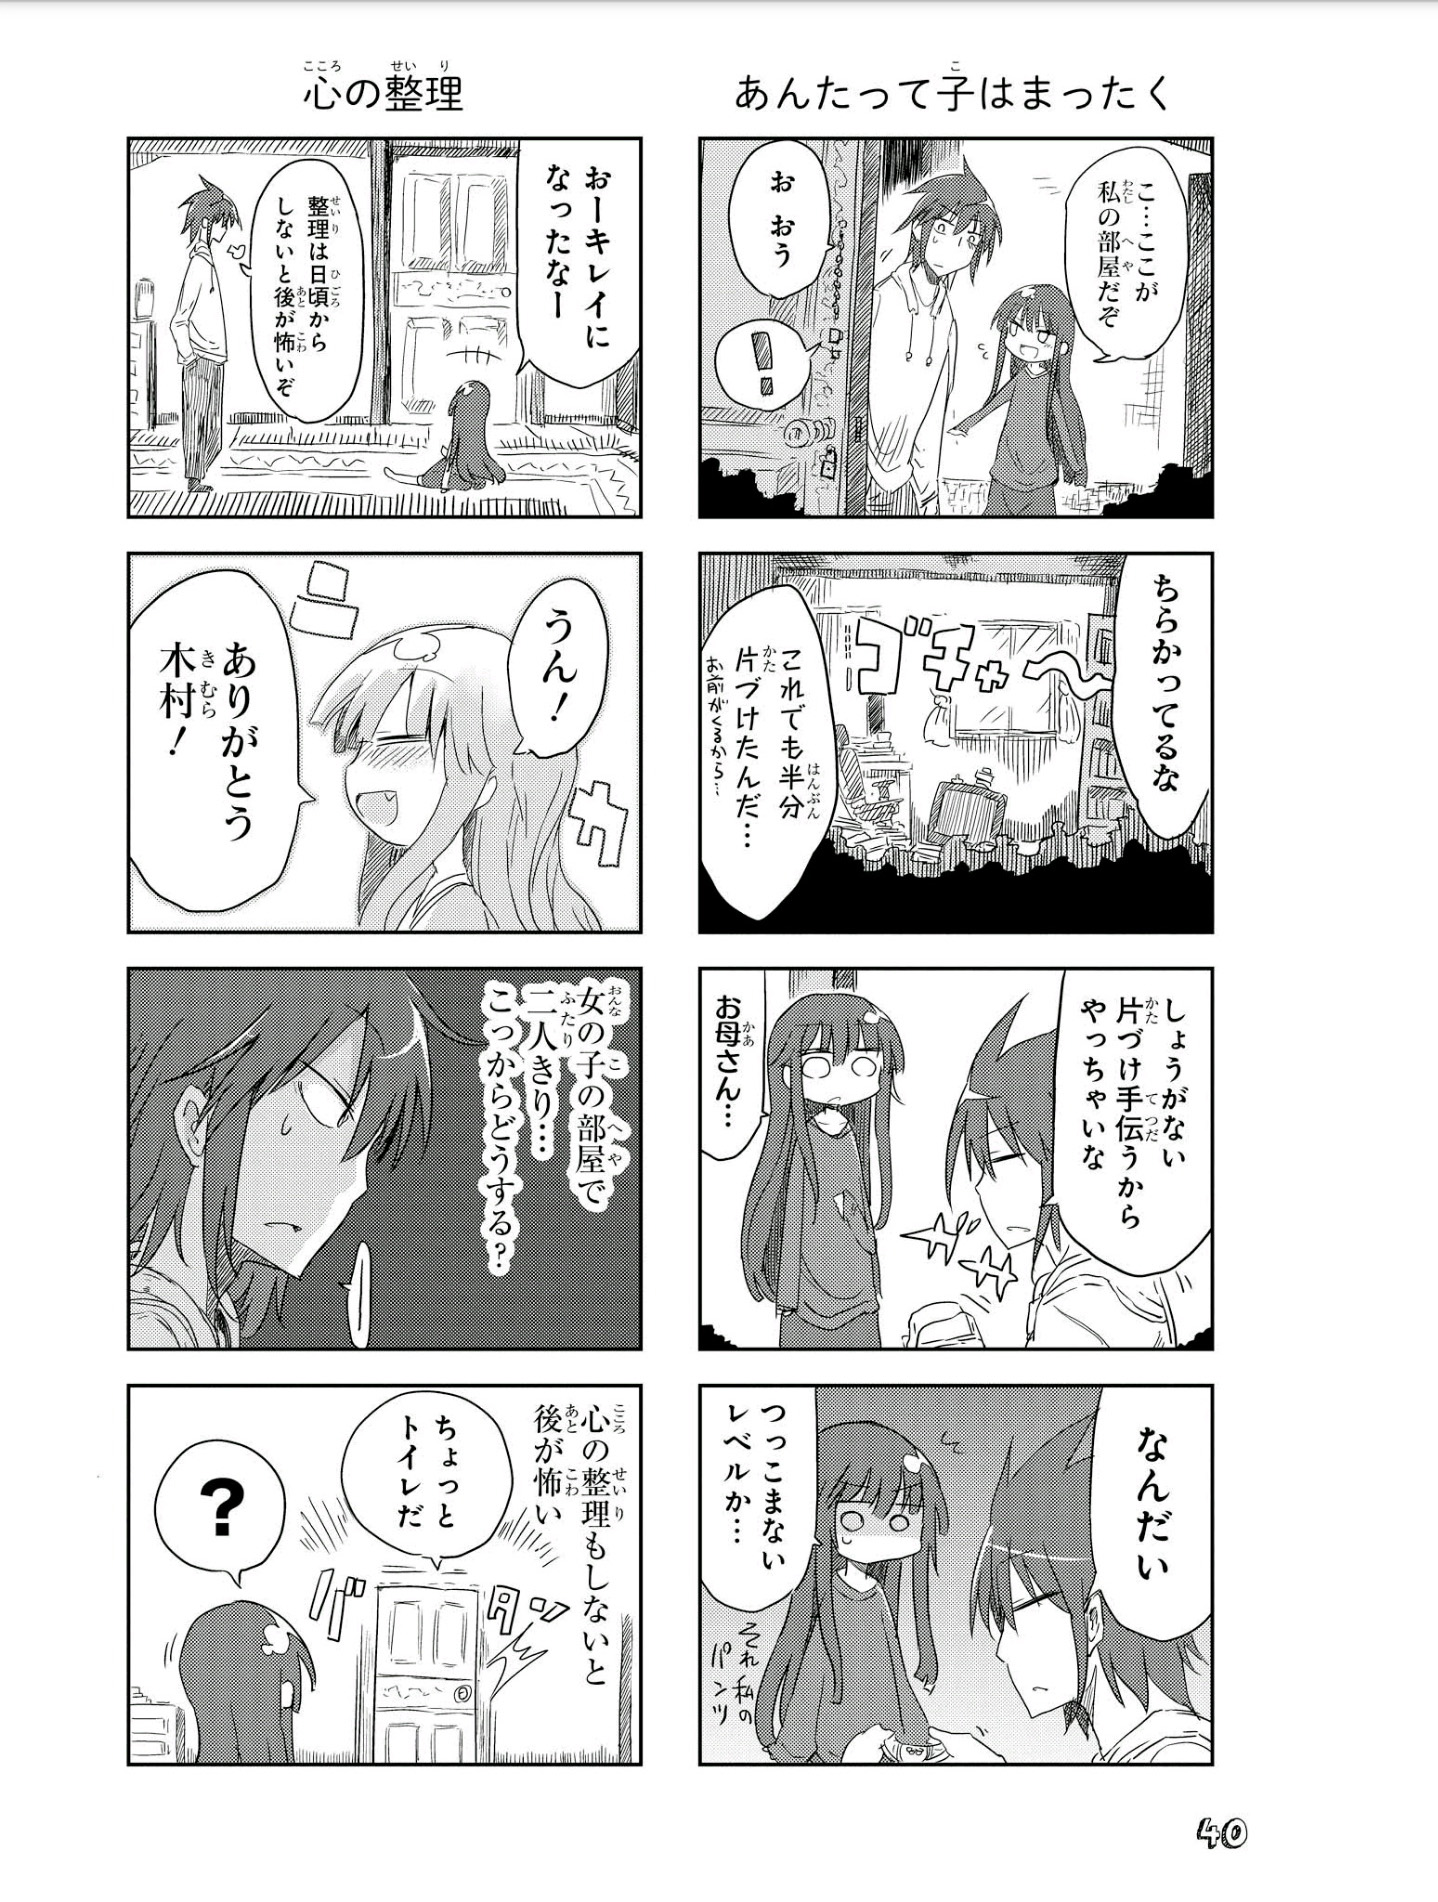 あんたって子はまったく
こ…ここが
私の部屋だぞ
お おう
!
ちらかってるな
ゴチャ〜
これでも半分
片づけたんだ…
お前がくるから…
しょうがない
片づけ手伝うから
やっちゃいな
ガサガサ
お母さん…
なんだい
つっこまない
レベルか…
それ私の
パンツ
心の整理
おーキレイに
なったなー
整理は日頃から
しないと後が怖いぞ
うん!
ありがとう
木村!
女の子の部屋で
二人きり…
こっからどうする?
心の整理もしないと
後が怖い
ちょっと
トイレだ
バタン
?
40